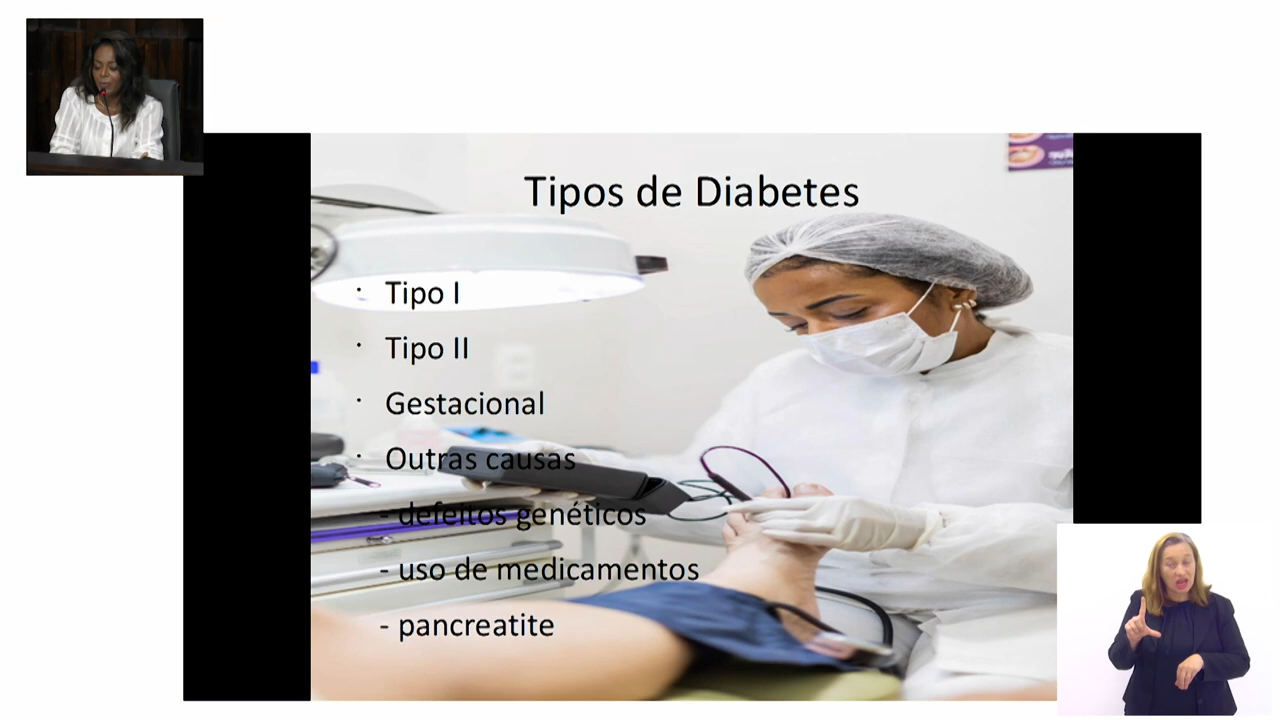 Tipos de Diabetes
· Tipo I
· Tipo II
· Gestacional
· Outras causas
- defeitos genéticos
- uso de medicamentos
- pancreatite